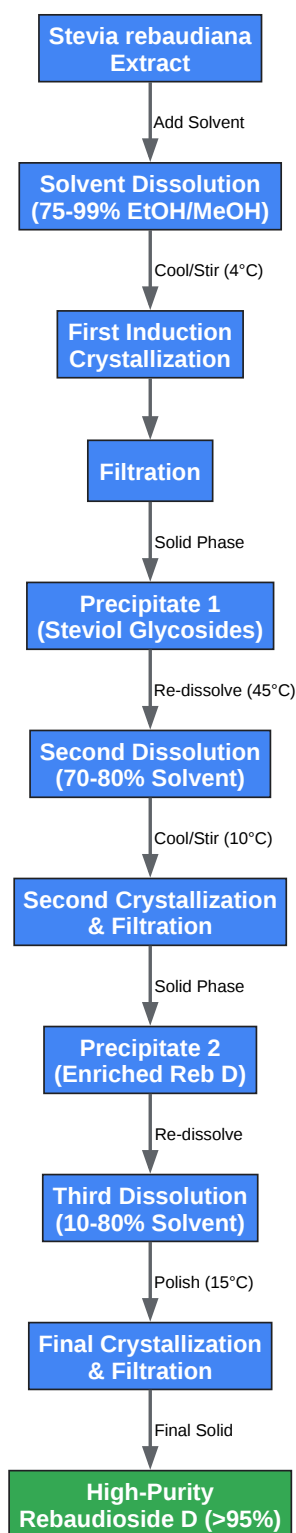 Stevia rebaudiana
Extract
Add Solvent
Solvent Dissolution
(75-99% EtOH/MeOH)
Cool/Stir (4°C)
First Induction
Crystallization
Filtration
Solid Phase
Precipitate 1
(Steviol Glycosides)
Re-dissolve (45°C)
Second Dissolution
(70-80% Solvent)
Cool/Stir (10°C)
Second Crystallization
& Filtration
Solid Phase
Precipitate 2
(Enriched Reb D)
Re-dissolve
Third Dissolution
(10-80% Solvent)
Polish (15°C)
Final Crystallization
& Filtration
Final Solid
High-Purity
Rebaudioside D (>95%)